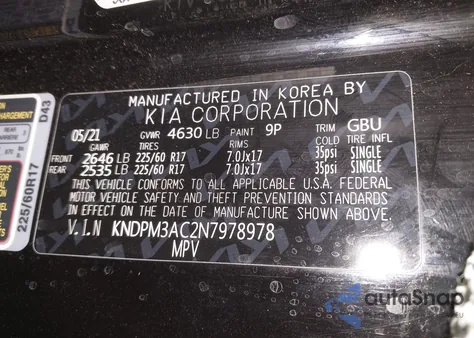 MANUFACTURED IN KOREA BY
KIA CORPORATION
05/21 GVWR 4630 LB PAINT 9P TRIM GBU
TIRES RIMS COLD TIRE INFL
FRONT 2646 LB 225/60 R17 7.0Jx17 35psi SINGLE
REAR 2535 LB 225/60 R17 7.0Jx17 35psi SINGLE
THIS VEHICLE CONFORMS TO ALL APPLICABLE U.S.A. FEDERAL
MOTOR VEHICLE SAFETY AND THEFT PREVENTION STANDARDS
IN EFFECT ON THE DATE OF MANUFACTURE SHOWN ABOVE.
V.I.N KNDPM3AC2N7978978
MPV
D43
225/60R17
autoSnap